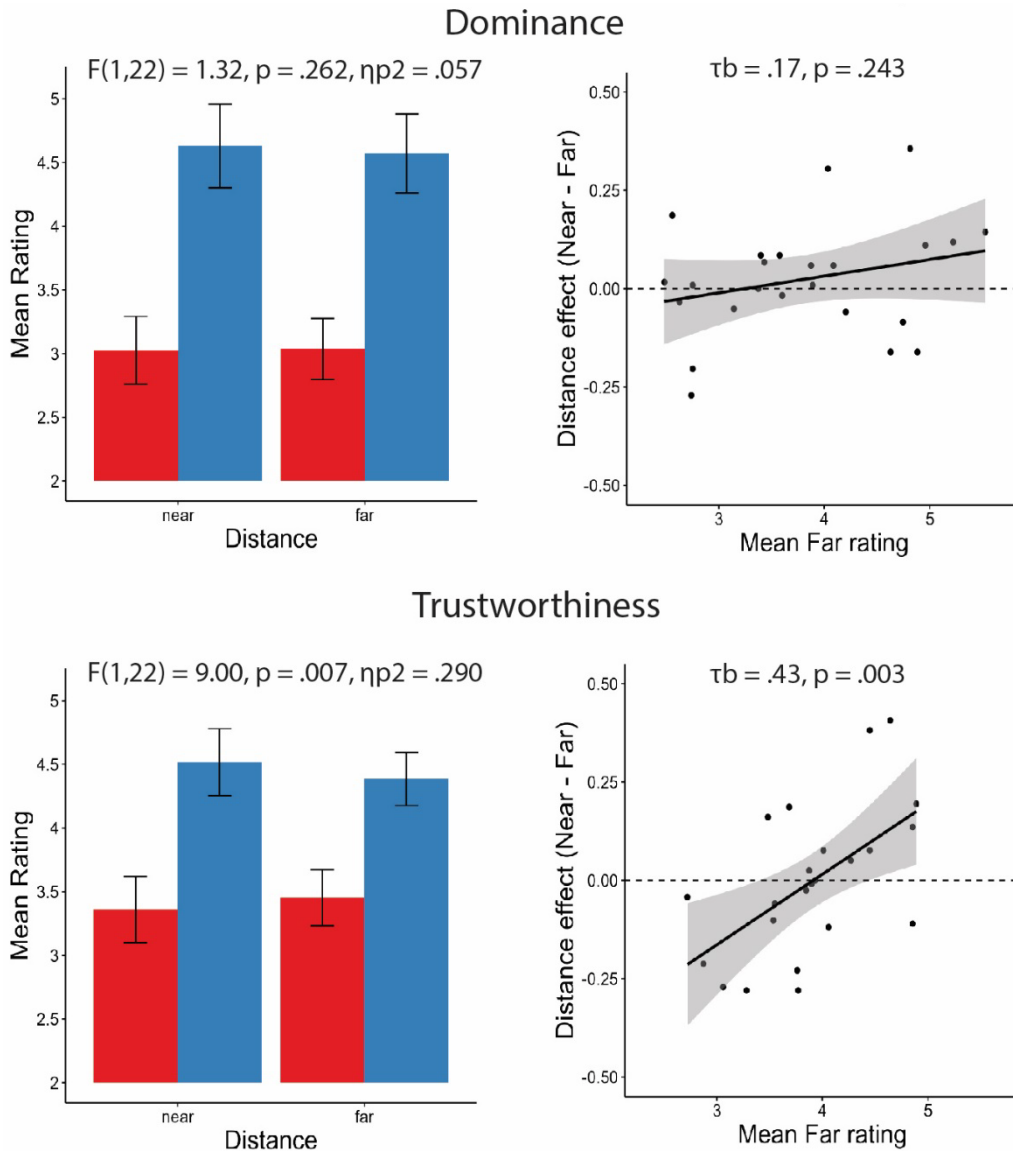 Dominance
F(1,22) = 1.32, p = .262, ηp2 = .057
5
4.5
4
3.5
3
2.5
2
Mean Rating
near
far
Distance
τb = .17, p = .243
0.50
0.25
0.00
-0.25
-0.50
Distance effect (Near - Far)
3
4
5
Mean Far rating
Trustworthiness
F(1,22) = 9.00, p = .007, ηp2 = .290
5
4.5
4
3.5
3
2.5
2
Mean Rating
near
far
Distance
τb = .43, p = .003
0.50
0.25
0.00
-0.25
-0.50
Distance effect (Near - Far)
3
4
5
Mean Far rating